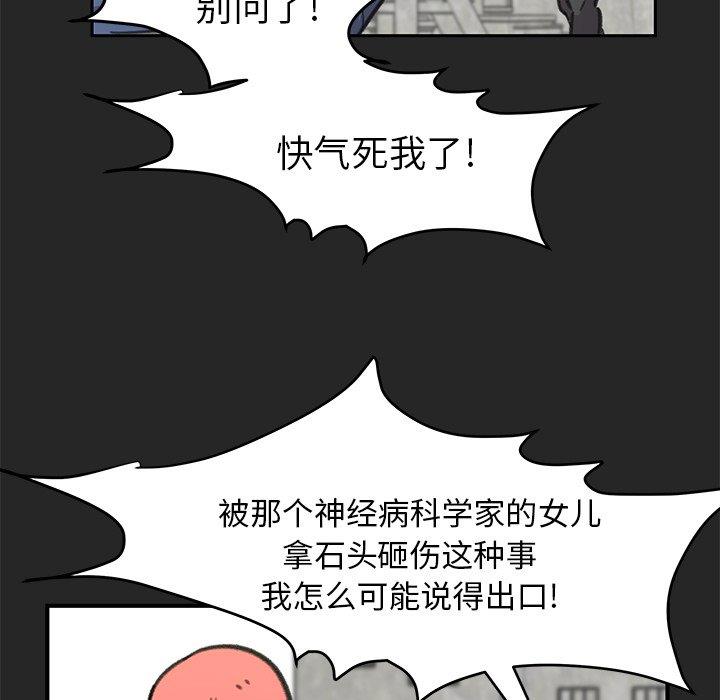 别问了!
快气死我了!
被那个神经病科学家的女儿
拿石头砸伤这种事
我怎么可能说得出口!